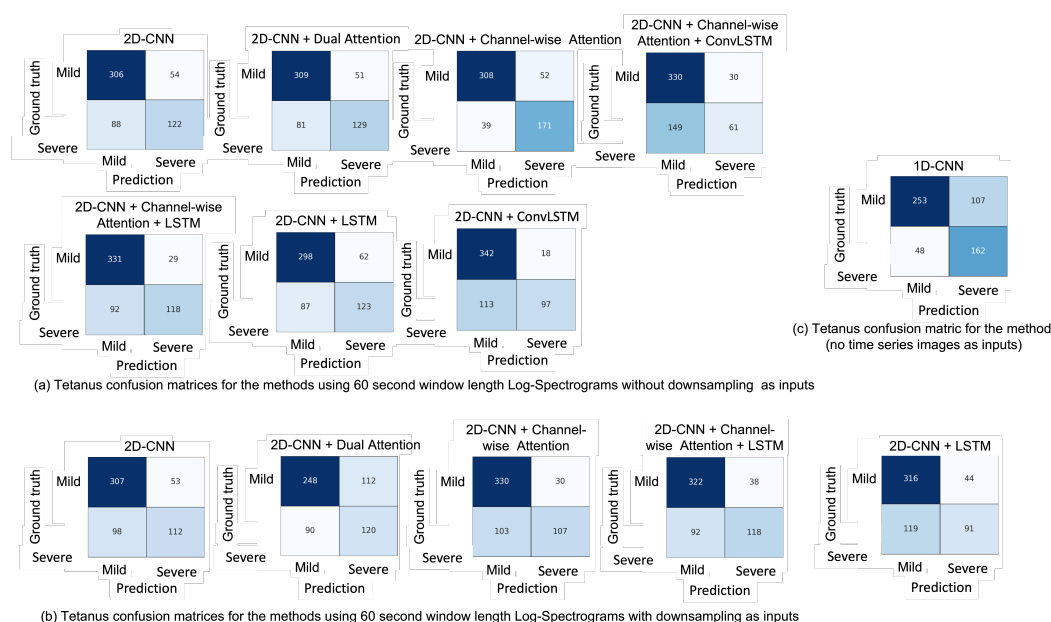 2D-CNN
306 54
88 122
Ground truth
Mild
Severe
Mild Severe
Prediction
2D-CNN + Dual Attention
309 51
81 129
Ground truth
Mild
Severe
Mild Severe
Prediction
2D-CNN + Channel-wise Attention
308 52
39 171
Ground truth
Mild
Severe
Mild Severe
Prediction
2D-CNN + Channel-wise
Attention + ConvLSTM
330 30
149 61
Ground truth
Mild
Severe
Mild Severe
Prediction
2D-CNN + Channel-wise
Attention + LSTM
331 29
92 118
Ground truth
Mild
Severe
Mild Severe
Prediction
2D-CNN + LSTM
298 62
87 123
Ground truth
Mild
Severe
Mild Severe
Prediction
2D-CNN + ConvLSTM
342 18
113 97
Ground truth
Mild
Severe
Mild Severe
Prediction
(a) Tetanus confusion matrices for the methods using 60 second window length Log-Spectrograms without downsampling as inputs
1D-CNN
253 107
48 162
Ground truth
Mild
Severe
Mild Severe
Prediction
(c) Tetanus confusion matric for the method
(no time series images as inputs)
2D-CNN
307 53
98 112
Ground truth
Mild
Severe
Mild Severe
Prediction
2D-CNN + Dual Attention
248 112
90 120
Ground truth
Mild
Severe
Mild Severe
Prediction
2D-CNN + Channel-
wise Attention
330 30
103 107
Ground truth
Mild
Severe
Mild Severe
Prediction
2D-CNN + Channel-
wise Attention + LSTM
322 38
92 118
Ground truth
Mild
Severe
Mild Severe
Prediction
2D-CNN + LSTM
316 44
119 91
Ground truth
Mild
Severe
Mild Severe
Prediction
(b) Tetanus confusion matrices for the methods using 60 second window length Log-Spectrograms with downsampling as inputs